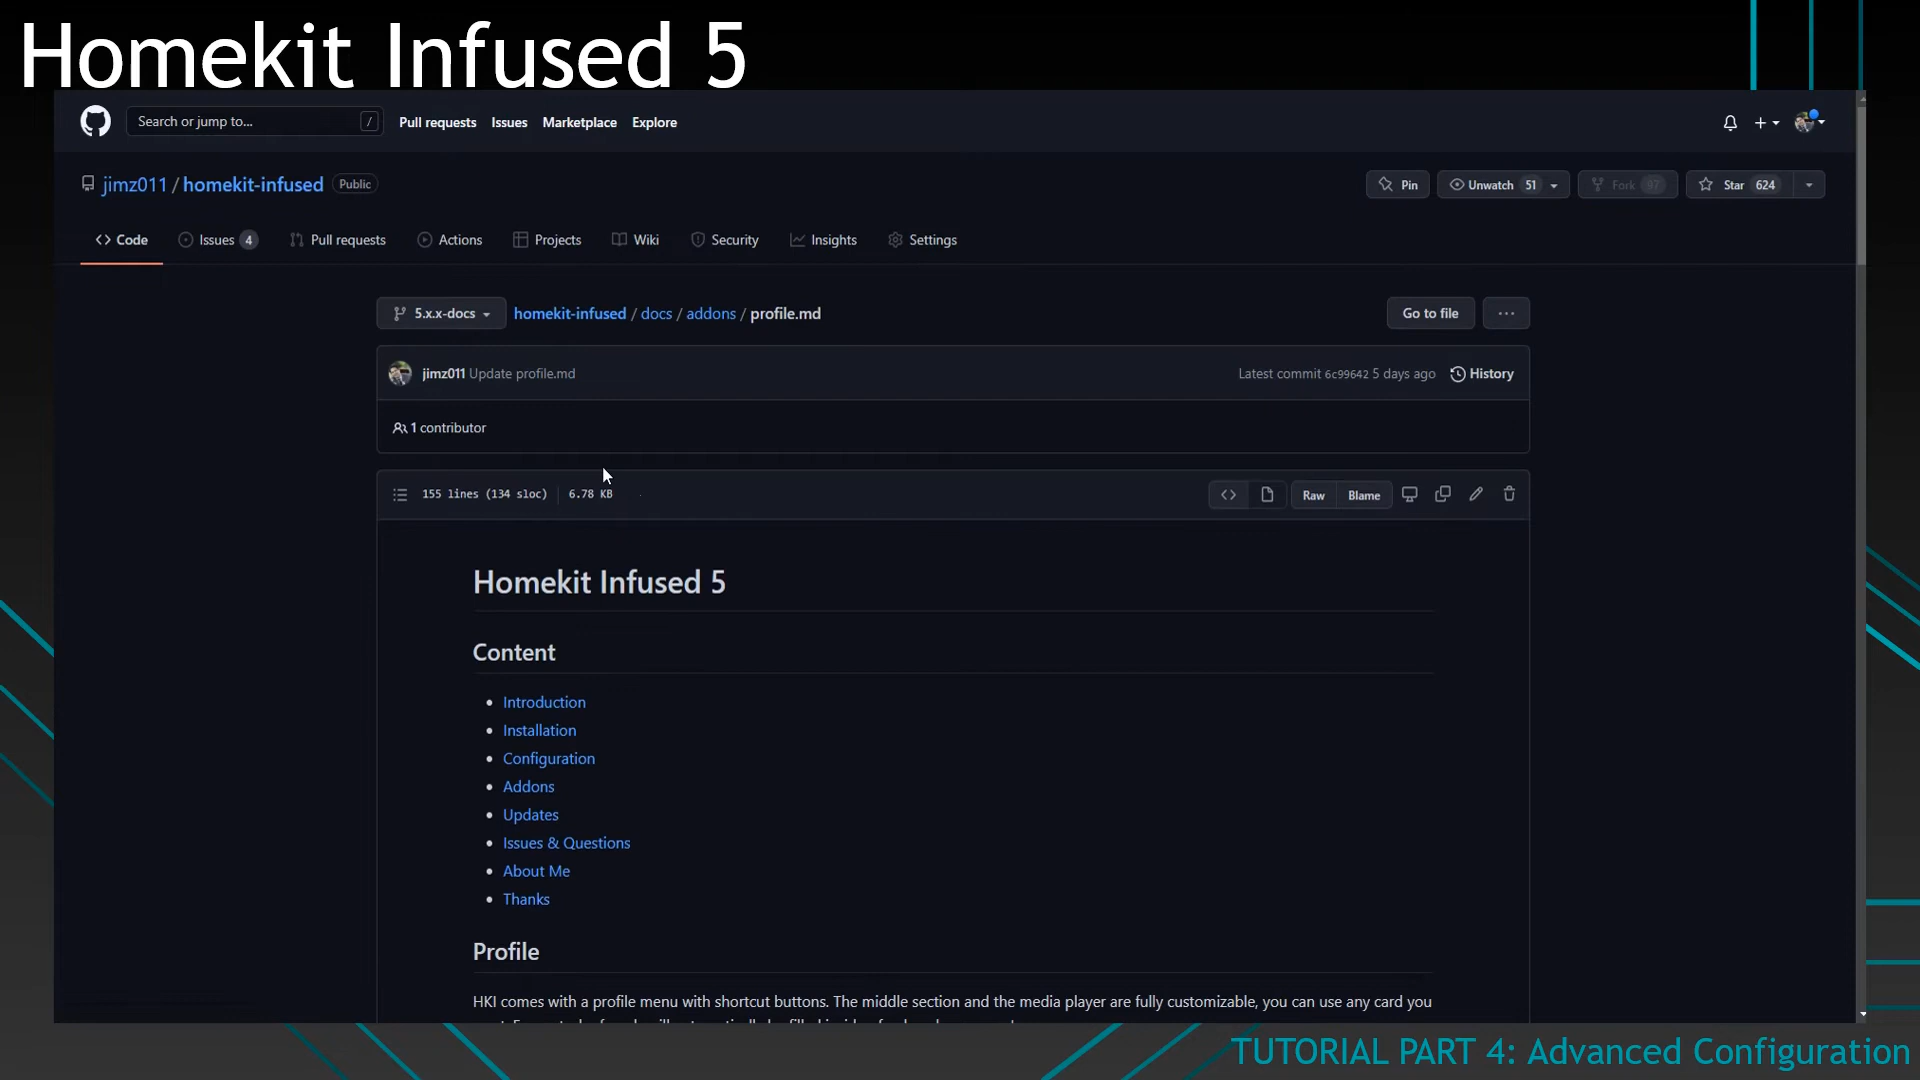 Homekit Infused 5
Search or jump to... /
Pull requests Issues Marketplace Explore
jimz011 / homekit-infused Public
Pin Unwatch 51 Fork 87 Star 624
Code Issues 4 Pull requests Actions Projects Wiki Security Insights Settings
5.x.x-docs homekit-infused / docs / addons / profile.md Go to file ...
jimz011 Update profile.md Latest commit 6c99642 5 days ago History
1 contributor
155 lines (134 sloc) 6.78 KB Raw Blame
Homekit Infused 5
Content
Introduction
Installation
Configuration
Addons
Updates
Issues & Questions
About Me
Thanks
Profile
HKI comes with a profile menu with shortcut buttons. The middle section and the media player are fully customizable, you can use any card you
TUTORIAL PART 4: Advanced Configuration